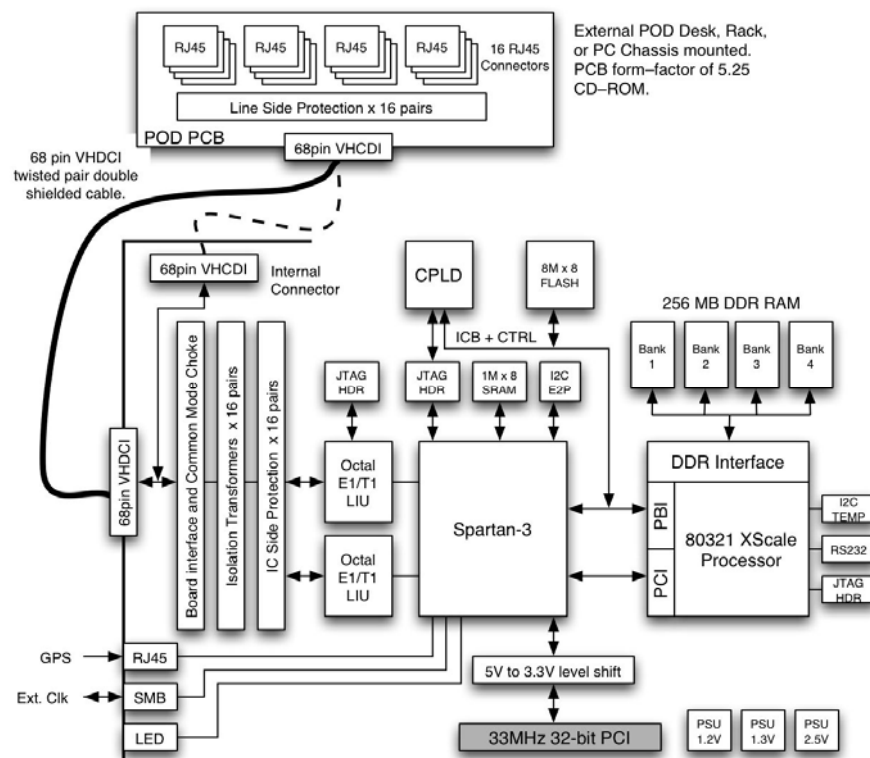 RJ45
RJ45
RJ45
RJ45
16 RJ45
Connectors
Line Side Protection x 16 pairs
POD PCB
68pin VHCDI
External POD Desk, Rack,
or PC Chassis mounted.
PCB form–factor of 5.25
CD–ROM.
68 pin VHDCI
twisted pair double
shielded cable.
68pin VHCDI
Internal
Connector
CPLD
8M x 8
FLASH
ICB + CTRL
256 MB DDR RAM
Bank
1
Bank
2
Bank
3
Bank
4
JTAG
HDR
JTAG
HDR
1M x 8
SRAM
I2C
E2P
68pin VHDCI
Board interface and Common Mode Choke
Isolation Transformers x 16 pairs
IC Side Protection x 16 pairs
Octal
E1/T1
LIU
Octal
E1/T1
LIU
Spartan-3
DDR Interface
PBI
PCI
80321 XScale
Processor
I2C
TEMP
RS232
JTAG
HDR
GPS
RJ45
Ext. Clk
SMB
LED
5V to 3.3V level shift
33MHz 32-bit PCI
PSU
1.2V
PSU
1.3V
PSU
2.5V